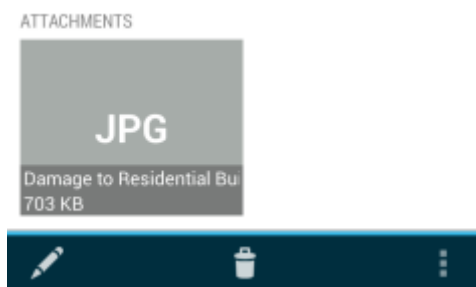 ATTACHMENTS
JPG
Damage to Residential Bui
703 KB